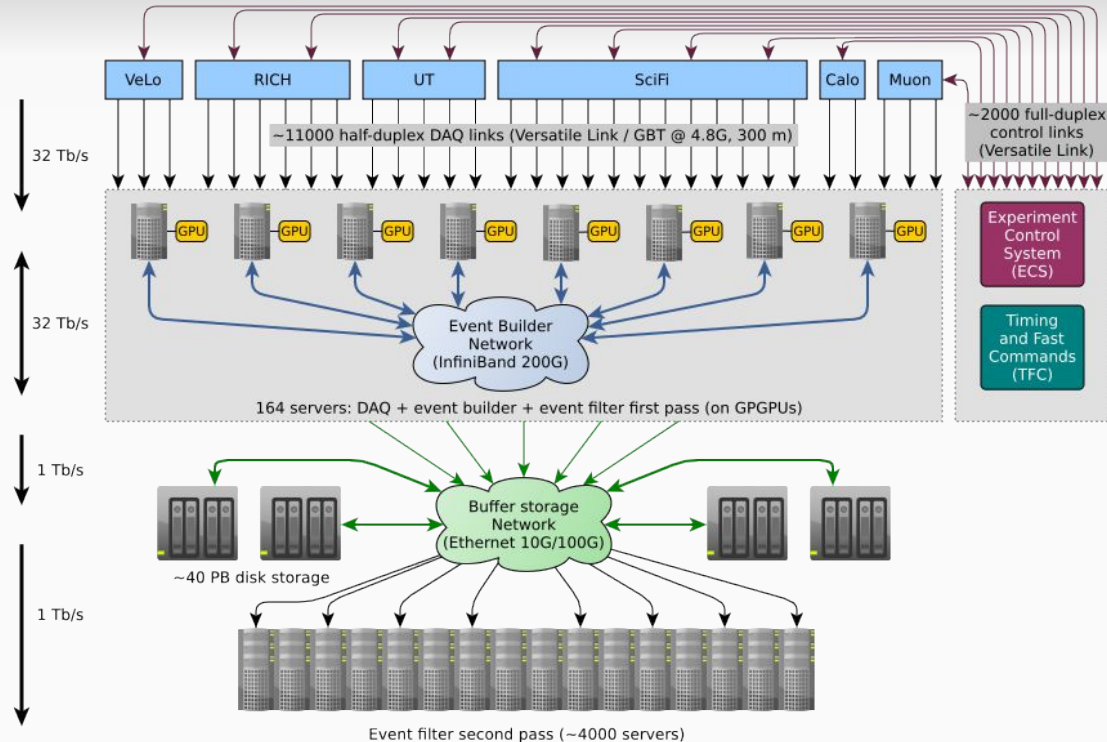 VeLo
RICH
UT
SciFi
Calo
Muon
~11000 half-duplex DAQ links (Versatile Link / GBT @ 4.8G, 300 m)
~2000 full-duplex
control links
(Versatile Link)
32 Tb/s
GPU
GPU
GPU
GPU
GPU
GPU
GPU
GPU
Experiment
Control
System
(ECS)
32 Tb/s
Event Builder
Network
(InfiniBand 200G)
Timing
and Fast
Commands
(TFC)
164 servers: DAQ + event builder + event filter first pass (on GPGPUs)
1 Tb/s
Buffer storage
Network
(Ethernet 10G/100G)
~40 PB disk storage
1 Tb/s
Event filter second pass (~4000 servers)